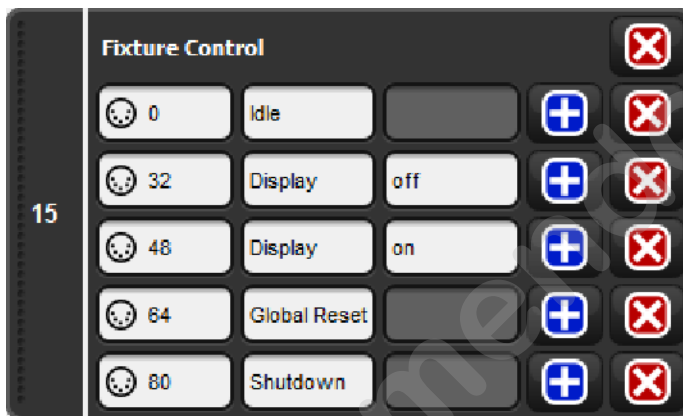 Fixture Control
0 Idle
32 Display off
15
48 Display on
64 Global Reset
80 Shutdown